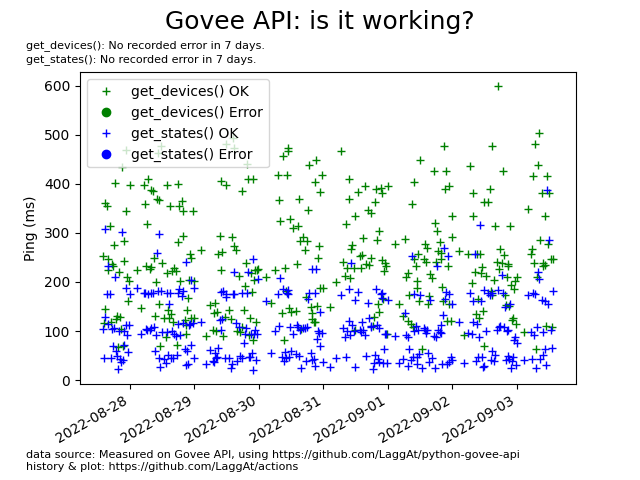 Govee API: is it working?
get_devices(): No recorded error in 7 days.
get_states(): No recorded error in 7 days.
get_devices() OK
get_devices() Error
get_states() OK
get_states() Error
Ping (ms)
600
500
400
300
200
100
0
2022-08-28
2022-08-29
2022-08-30
2022-08-31
2022-09-01
2022-09-02
2022-09-03
data source: Measured on Govee API, using https://github.com/LaggAt/python-govee-api
history & plot: https://github.com/LaggAt/actions